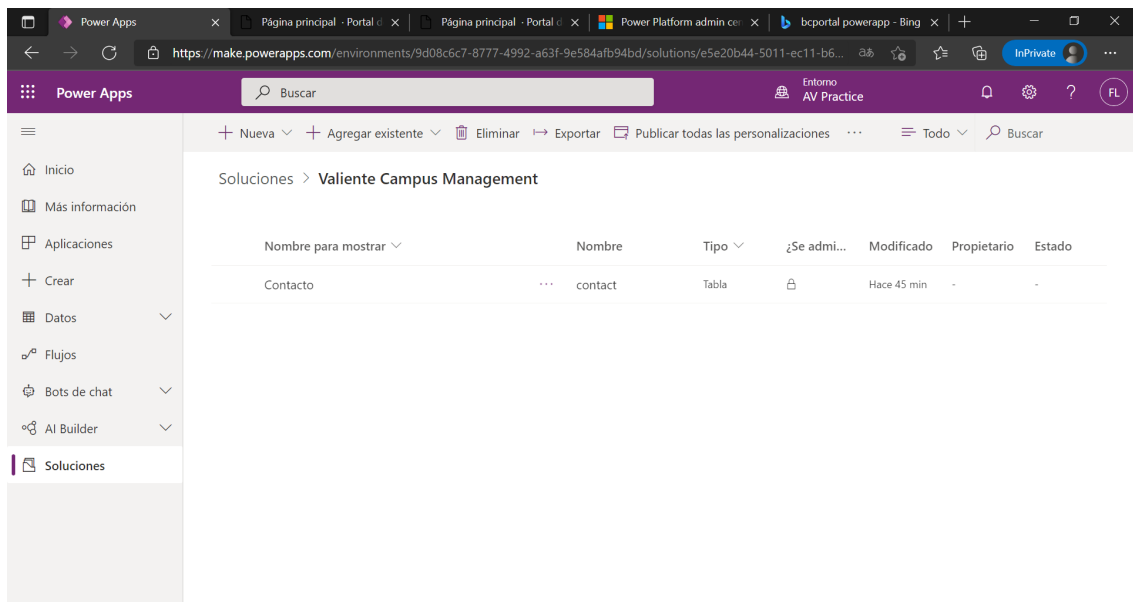 Power Apps
Página principal · Portal d
Página principal · Portal d
Power Platform admin cen
bcportal powerapp - Bing
https://make.powerapps.com/environments/9d08c6c7-8777-4992-a63f-9e584afb94bd/solutions/e5e20b44-5011-ec11-b6...
aあ
InPrivate
Power Apps
Buscar
Entorno
AV Practice
?
FL
Nueva
Agregar existente
Eliminar
Exportar
Publicar todas las personalizaciones
...
Todo
Buscar
Inicio
Más información
Aplicaciones
Crear
Datos
Flujos
Bots de chat
AI Builder
Soluciones
Soluciones > Valiente Campus Management
Nombre para mostrar Nombre Tipo ¿Se admi... Modificado Propietario Estado
Contacto ... contact Tabla Hace 45 min - -